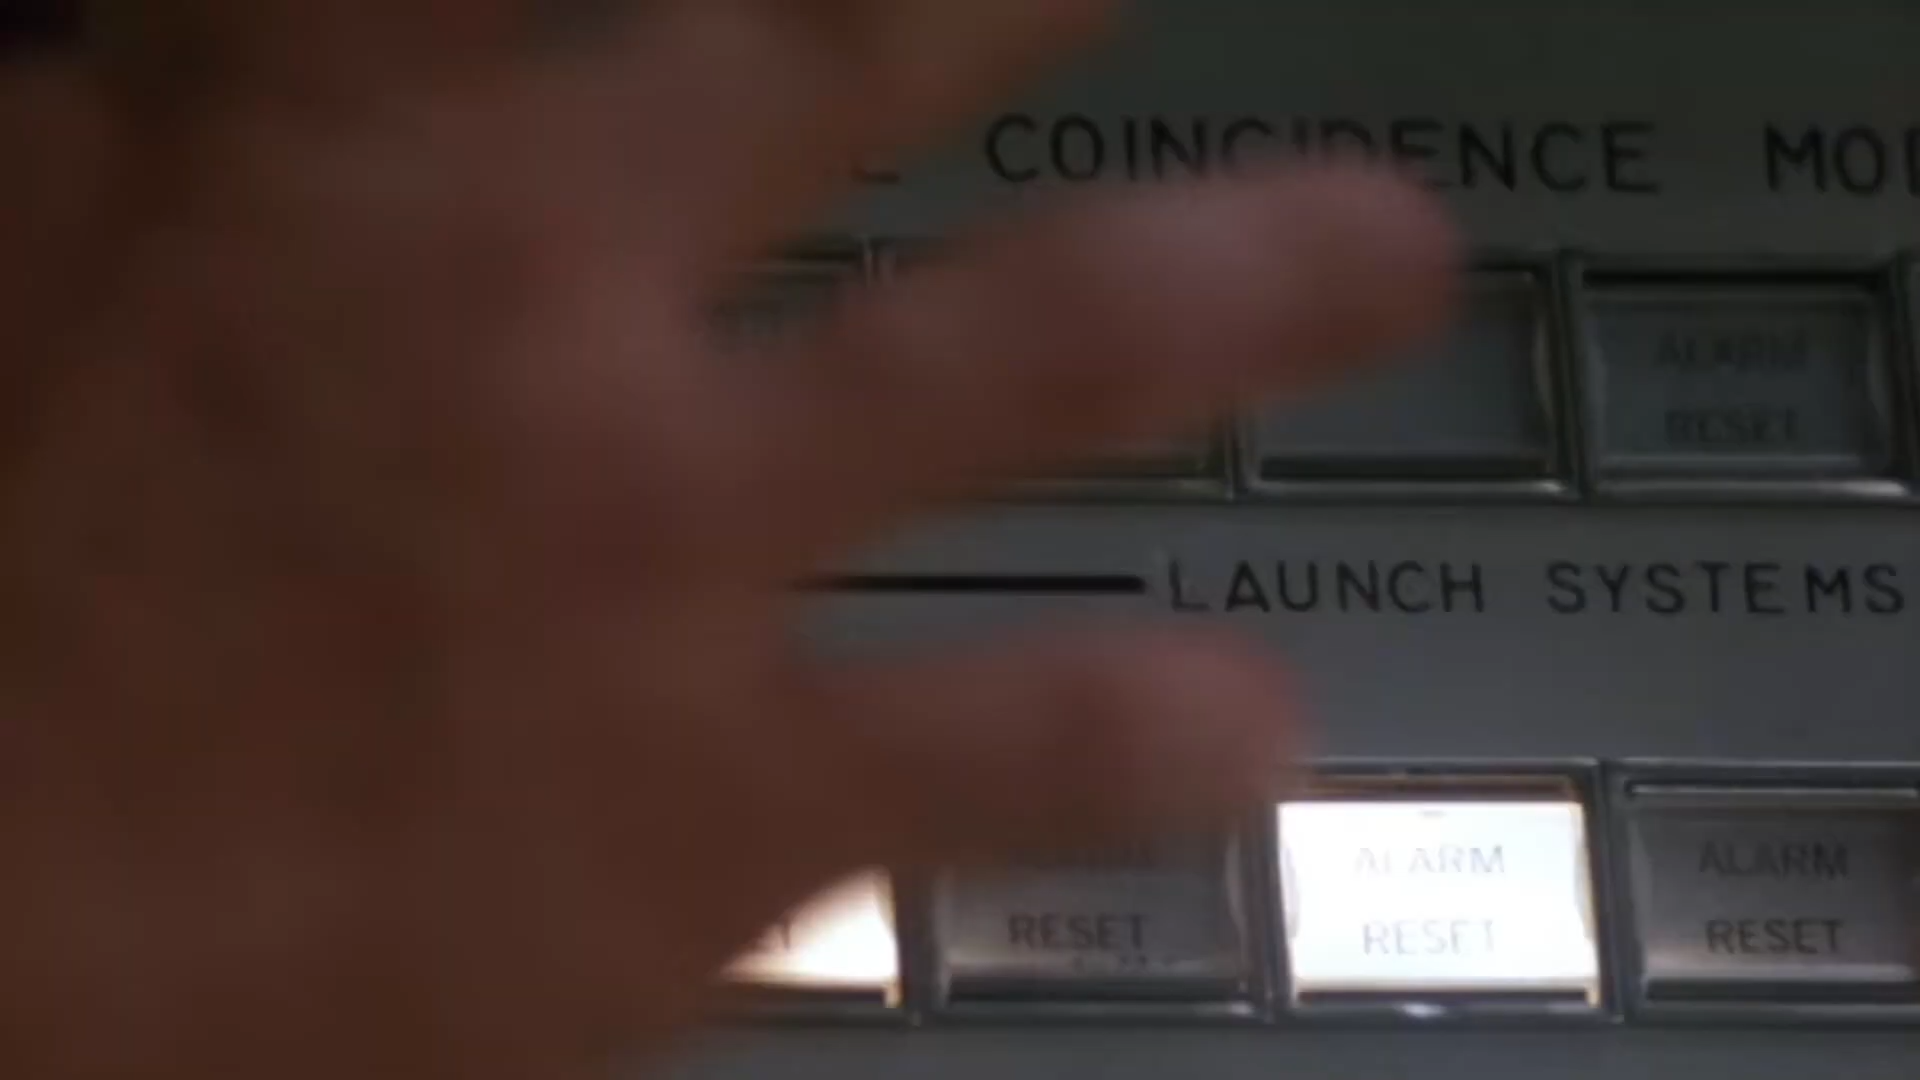 COINCIDENCE
ALARM
RESET
LAUNCH SYSTEMS
RESET
ALARM
RESET
ALARM
RESET